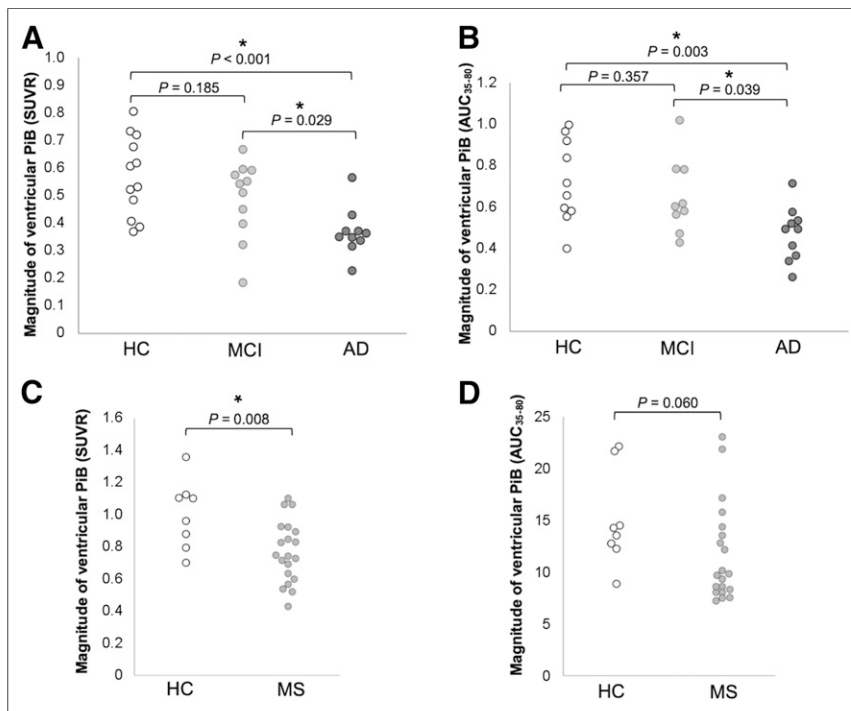 A
*
P < 0.001
P = 0.185
*
P = 0.029
Magnitude of ventricular PiB (SUVR)
1.0
0.9
0.8
0.7
0.6
0.5
0.4
0.3
0.2
0.1
0
HC MCI AD
B
*
P = 0.003
P = 0.357
*
P = 0.039
Magnitude of ventricular PiB (AUC35-80)
1.2
1.0
0.8
0.6
0.4
0.2
0
HC MCI AD
C
*
P = 0.008
Magnitude of ventricular PiB (SUVR)
1.6
1.4
1.2
1.0
0.8
0.6
0.4
0.2
0
HC MS
D
P = 0.060
Magnitude of ventricular PiB (AUC35-80)
25
20
15
10
5
0
HC MS